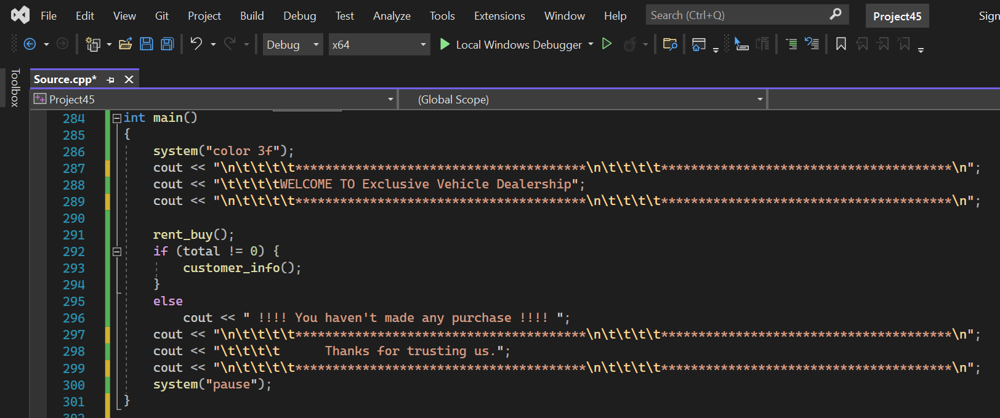 File Edit View Git Project Build Debug Test Analyze Tools Extensions Window Help Search (Ctrl+Q) Project45 Sign
Debug x64 Local Windows Debugger
Toolbox
Source.cpp*
Project45 (Global Scope)
284 int main()
285 {
286 system("color 3f");
287 cout << "\n\t\t\t\t***************************************\n\t\t\t\t***************************************\n";
288 cout << "\t\t\t\tWELCOME TO Exclusive Vehicle Dealership";
289 cout << "\n\t\t\t\t***************************************\n\t\t\t\t***************************************\n";
290
291 rent_buy();
292 if (total != 0) {
293 customer_info();
294 }
295 else
296 cout << " !!!! You haven't made any purchase !!!! ";
297 cout << "\n\t\t\t\t***************************************\n\t\t\t\t***************************************\n";
298 cout << "\t\t\t\t      Thanks for trusting us.";
299 cout << "\n\t\t\t\t***************************************\n\t\t\t\t***************************************\n";
300 system("pause");
301 }
302